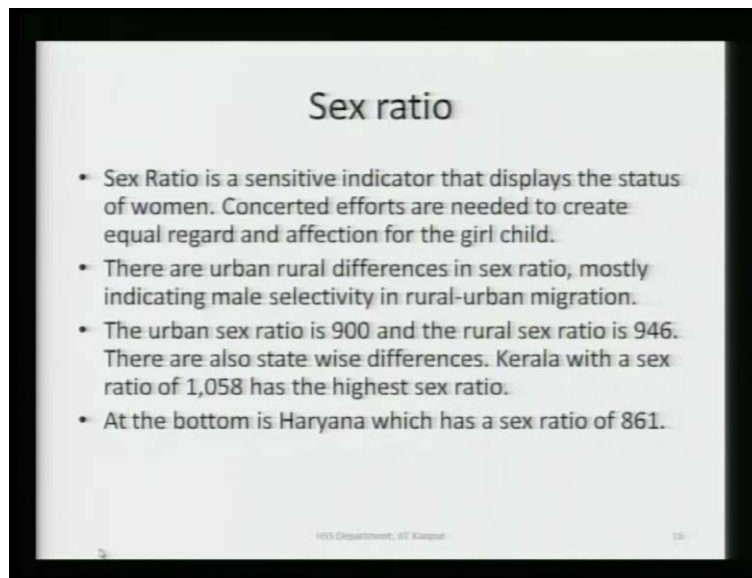 Sex ratio
• Sex Ratio is a sensitive indicator that displays the status
of women. Concerted efforts are needed to create
equal regard and affection for the girl child.
• There are urban rural differences in sex ratio, mostly
indicating male selectivity in rural-urban migration.
• The urban sex ratio is 900 and the rural sex ratio is 946.
There are also state wise differences. Kerala with a sex
ratio of 1,058 has the highest sex ratio.
• At the bottom is Haryana which has a sex ratio of 861.
HSS Department, IIT Kanpur
16